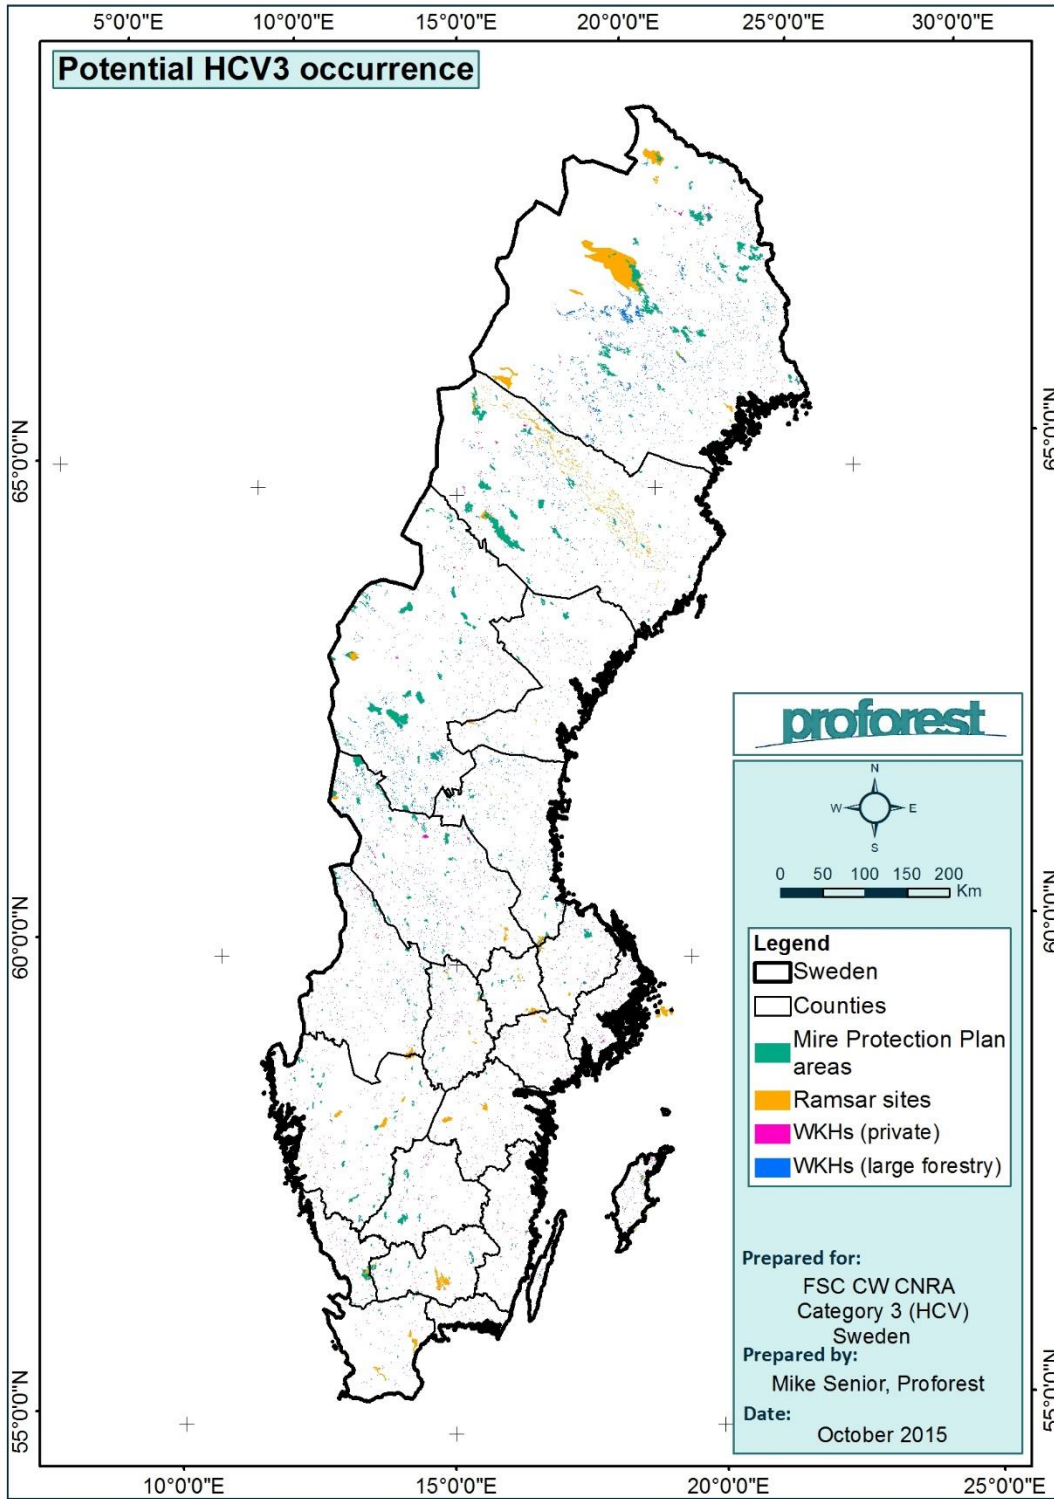 5°0'0"E 10°0'0"E 15°0'0"E 20°0'0"E 25°0'0"E 30°0'0"E
Potential HCV3 occurrence
65°0'0"N
65°0'0"N
proforest
N
W E
S
0 50 100 150 200
Km
60°0'0"N
60°0'0"N
Legend
Sweden
Counties
Mire Protection Plan
areas
Ramsar sites
WKHs (private)
WKHs (large forestry)
Prepared for:
FSC CW CNRA
Category 3 (HCV)
Sweden
Prepared by:
Mike Senior, Proforest
Date:
October 2015
55°0'0"N
55°0'0"N
10°0'0"E 15°0'0"E 20°0'0"E 25°0'0"E